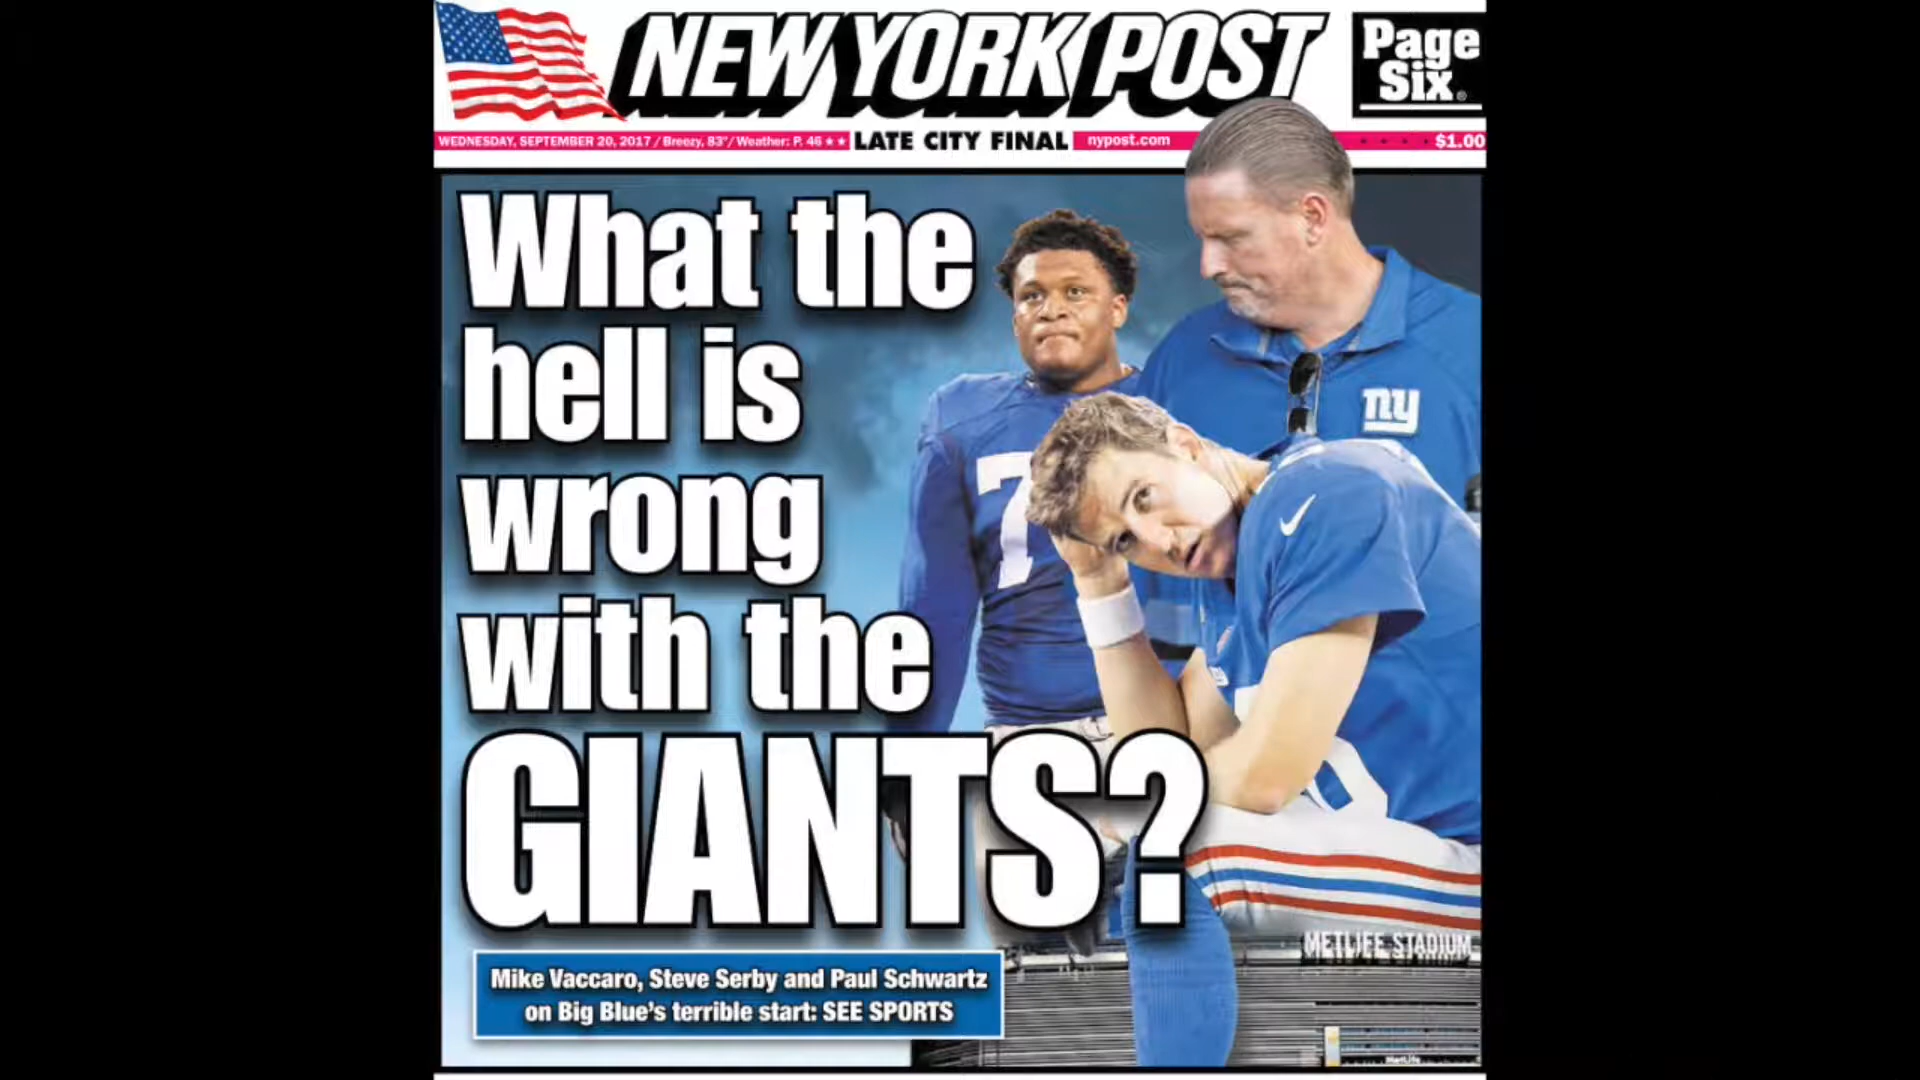 NEW YORK POST
Page
Six®
WEDNESDAY, SEPTEMBER 20, 2017 / Breezy, 83°/ Weather: P. 46 ★★ LATE CITY FINAL nypost.com $1.00
What the
hell is
wrong
with the
GIANTS?
ny
7
METLIFE STADIUM
MetLife
Mike Vaccaro, Steve Serby and Paul Schwartz
on Big Blue's terrible start: SEE SPORTS